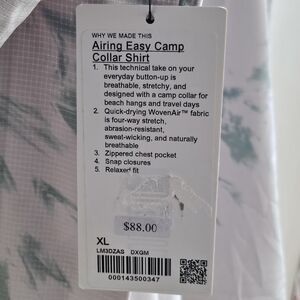 WHY WE MADE THIS
Airing Easy Camp
Collar Shirt
1. This technical take on your
everyday button-up is
breathable, stretchy, and
designed with a camp collar for
beach hangs and travel days
2. Quick-drying WovenAir™ fabric
is four-way stretch,
abrasion-resistant,
sweat-wicking, and naturally
breathable
3. Zippered chest pocket
4. Snap closures
5. Relaxed fit
$88.00
XL
LM3DZAS DXGM
000143500347